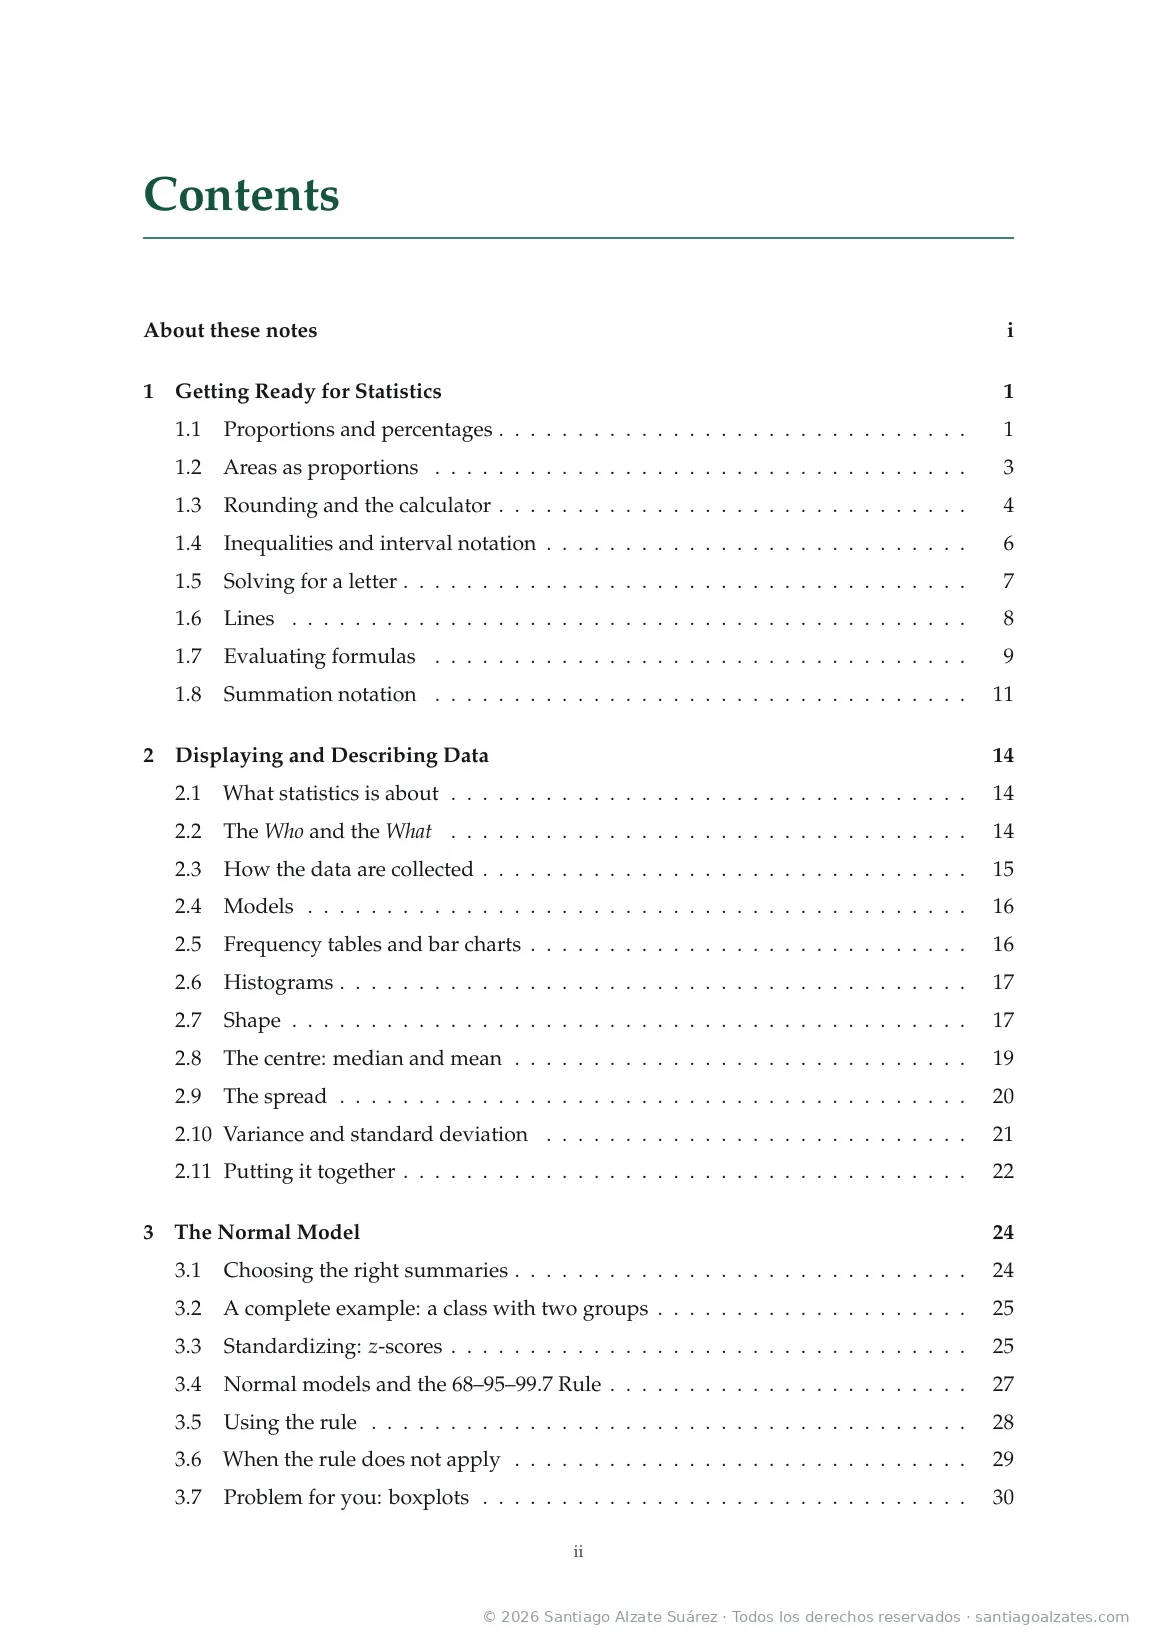 Contents
About these notes i
1 Getting Ready for Statistics 1
1.1 Proportions and percentages . . . . . . . . . . . . . . . . . . . . . . . . . . . . . . 1
1.2 Areas as proportions . . . . . . . . . . . . . . . . . . . . . . . . . . . . . . . . . . 3
1.3 Rounding and the calculator . . . . . . . . . . . . . . . . . . . . . . . . . . . . . . 4
1.4 Inequalities and interval notation . . . . . . . . . . . . . . . . . . . . . . . . . . . 6
1.5 Solving for a letter . . . . . . . . . . . . . . . . . . . . . . . . . . . . . . . . . . . . 7
1.6 Lines . . . . . . . . . . . . . . . . . . . . . . . . . . . . . . . . . . . . . . . . . . . 8
1.7 Evaluating formulas . . . . . . . . . . . . . . . . . . . . . . . . . . . . . . . . . . 9
1.8 Summation notation . . . . . . . . . . . . . . . . . . . . . . . . . . . . . . . . . . 11
2 Displaying and Describing Data 14
2.1 What statistics is about . . . . . . . . . . . . . . . . . . . . . . . . . . . . . . . . . 14
2.2 The Who and the What . . . . . . . . . . . . . . . . . . . . . . . . . . . . . . . . . 14
2.3 How the data are collected . . . . . . . . . . . . . . . . . . . . . . . . . . . . . . . 15
2.4 Models . . . . . . . . . . . . . . . . . . . . . . . . . . . . . . . . . . . . . . . . . . 16
2.5 Frequency tables and bar charts . . . . . . . . . . . . . . . . . . . . . . . . . . . . 16
2.6 Histograms . . . . . . . . . . . . . . . . . . . . . . . . . . . . . . . . . . . . . . . . 17
2.7 Shape . . . . . . . . . . . . . . . . . . . . . . . . . . . . . . . . . . . . . . . . . . . 17
2.8 The centre: median and mean . . . . . . . . . . . . . . . . . . . . . . . . . . . . . 19
2.9 The spread . . . . . . . . . . . . . . . . . . . . . . . . . . . . . . . . . . . . . . . . 20
2.10 Variance and standard deviation . . . . . . . . . . . . . . . . . . . . . . . . . . . 21
2.11 Putting it together . . . . . . . . . . . . . . . . . . . . . . . . . . . . . . . . . . . . 22
3 The Normal Model 24
3.1 Choosing the right summaries . . . . . . . . . . . . . . . . . . . . . . . . . . . . . 24
3.2 A complete example: a class with two groups . . . . . . . . . . . . . . . . . . . . 25
3.3 Standardizing: z-scores . . . . . . . . . . . . . . . . . . . . . . . . . . . . . . . . . 25
3.4 Normal models and the 68–95–99.7 Rule . . . . . . . . . . . . . . . . . . . . . . . 27
3.5 Using the rule . . . . . . . . . . . . . . . . . . . . . . . . . . . . . . . . . . . . . . 28
3.6 When the rule does not apply . . . . . . . . . . . . . . . . . . . . . . . . . . . . . 29
3.7 Problem for you: boxplots . . . . . . . . . . . . . . . . . . . . . . . . . . . . . . . 30
ii
© 2026 Santiago Alzate Suárez · Todos los derechos reservados · santiagoalzates.com